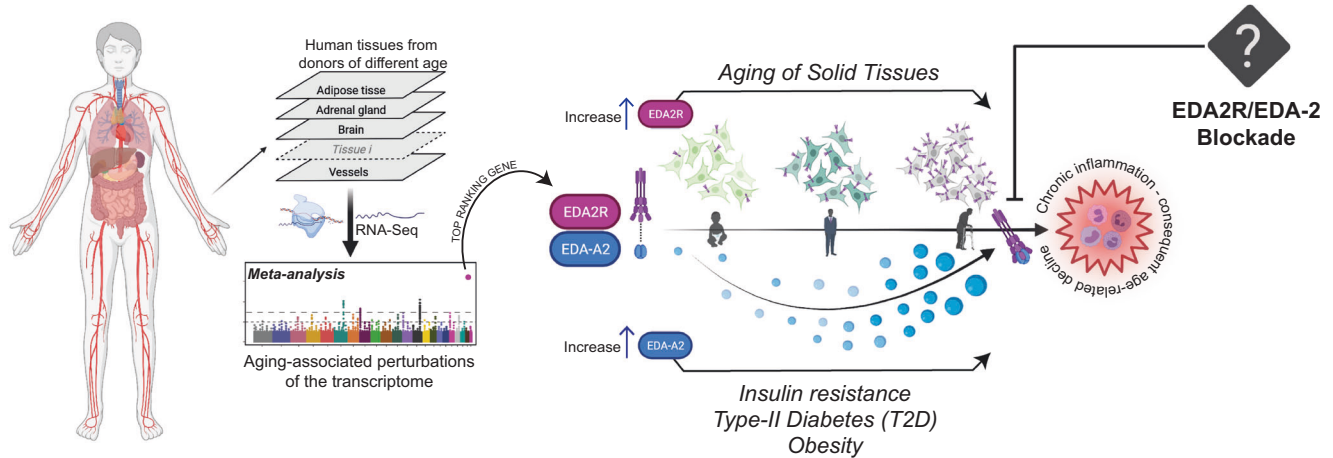 Human tissues from
donors of different age
Adipose tisse
Adrenal gland
Brain
Tissue i
Vessels
RNA-Seq
Meta-analysis
Aging-associated perturbations
of the transcriptome
TOP RANKING GENE
EDA2R
EDA-A2
Aging of Solid Tissues
Increase
EDA2R
Increase
EDA-A2
Insulin resistance
Type-II Diabetes (T2D)
Obesity
Chronic inflammation -
consequent age-related decline
?
EDA2R/EDA-2
Blockade